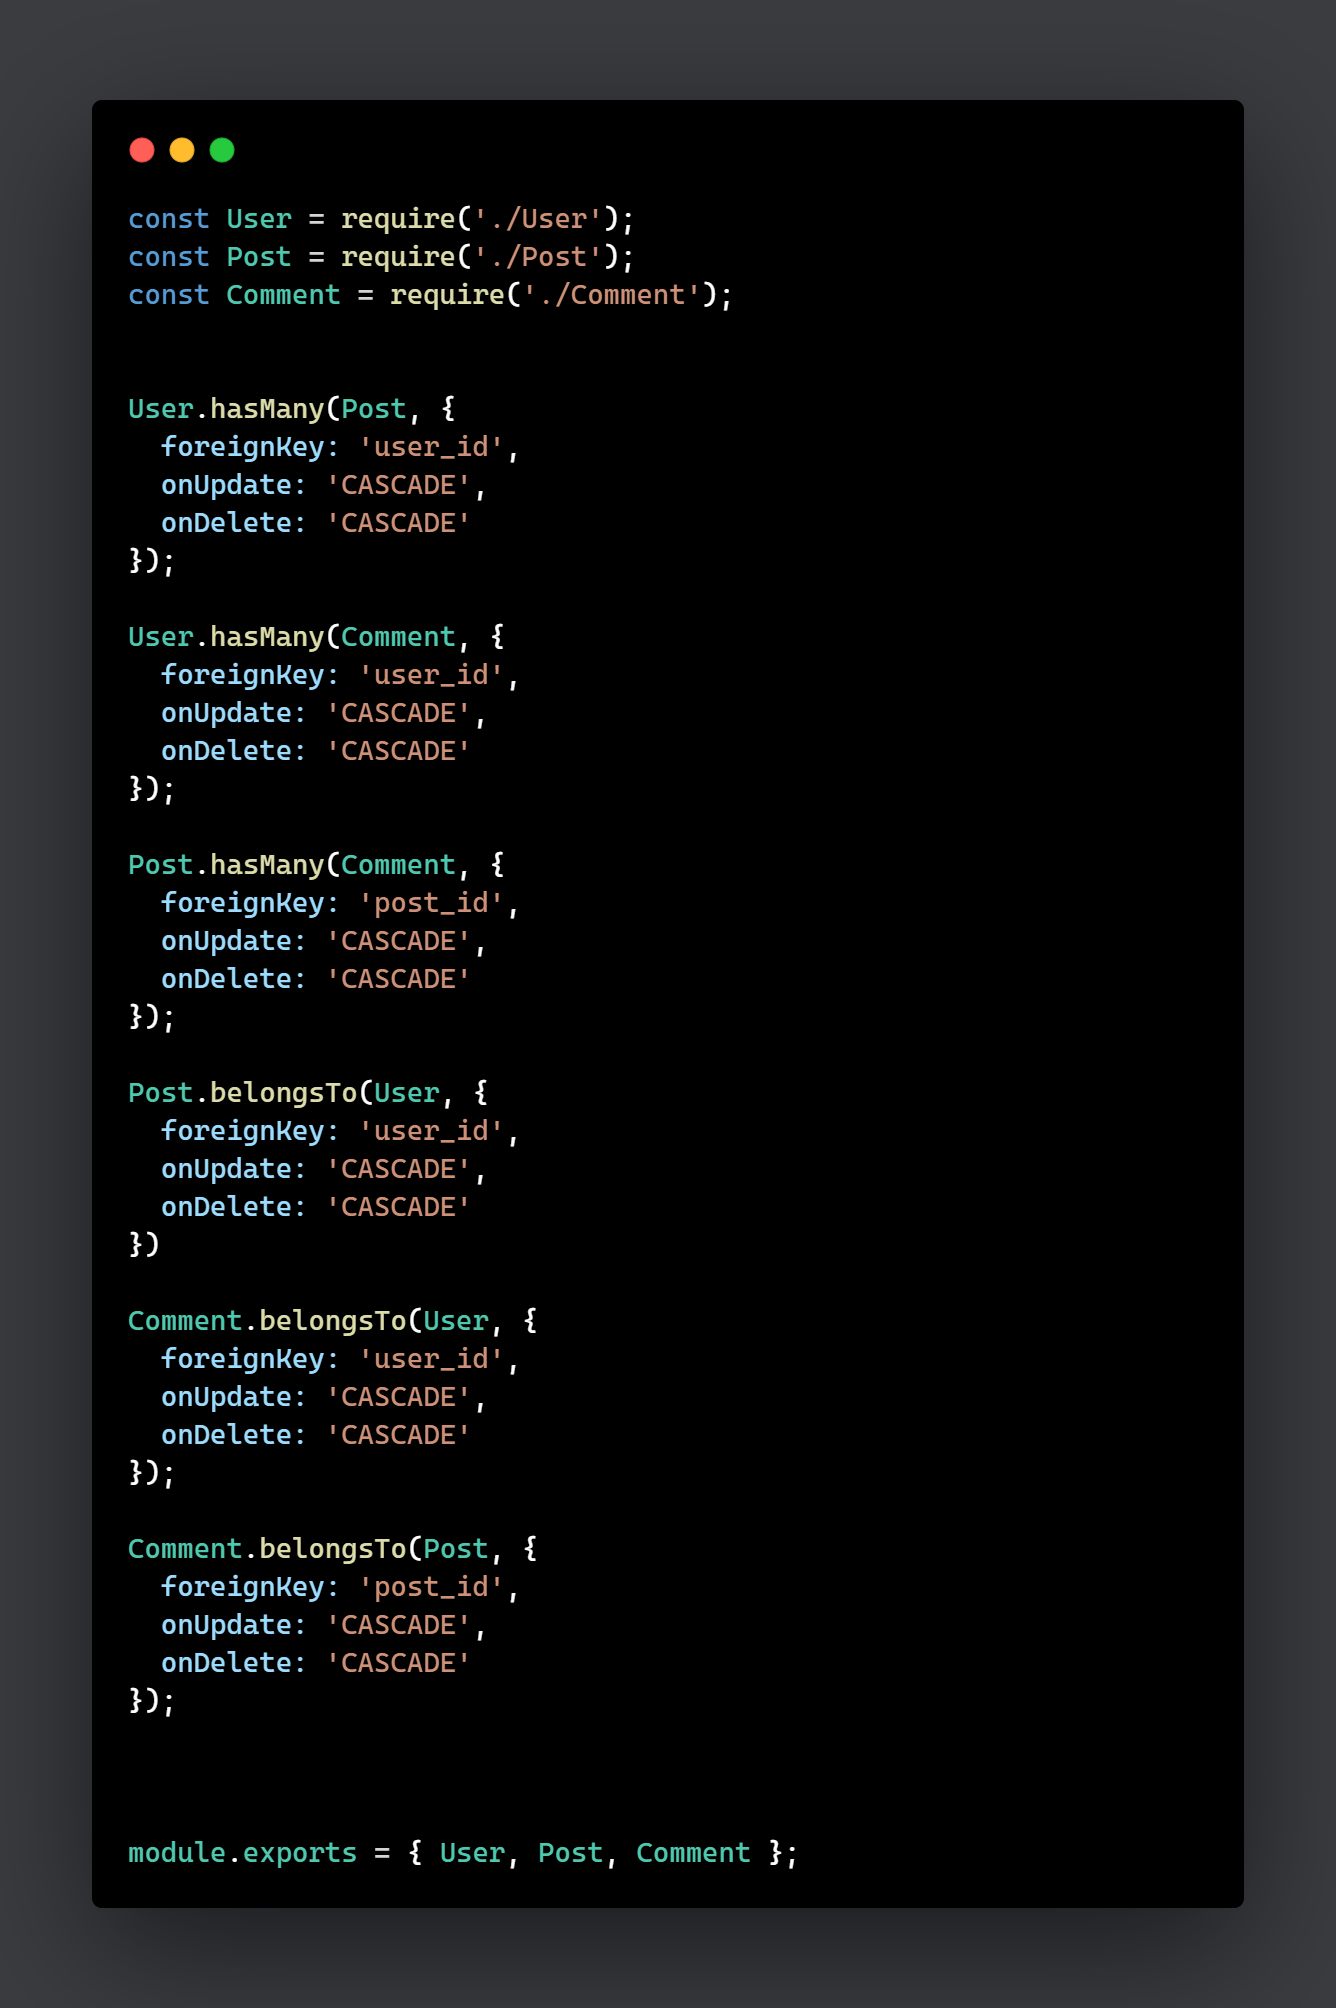 const User = require('./User');
const Post = require('./Post');
const Comment = require('./Comment');
User.hasMany(Post, {
  foreignKey: 'user_id',
  onUpdate: 'CASCADE',
  onDelete: 'CASCADE'
});
User.hasMany(Comment, {
  foreignKey: 'user_id',
  onUpdate: 'CASCADE',
  onDelete: 'CASCADE'
});
Post.hasMany(Comment, {
  foreignKey: 'post_id',
  onUpdate: 'CASCADE',
  onDelete: 'CASCADE'
});
Post.belongsTo(User, {
  foreignKey: 'user_id',
  onUpdate: 'CASCADE',
  onDelete: 'CASCADE'
})
Comment.belongsTo(User, {
  foreignKey: 'user_id',
  onUpdate: 'CASCADE',
  onDelete: 'CASCADE'
});
Comment.belongsTo(Post, {
  foreignKey: 'post_id',
  onUpdate: 'CASCADE',
  onDelete: 'CASCADE'
});
module.exports = { User, Post, Comment };